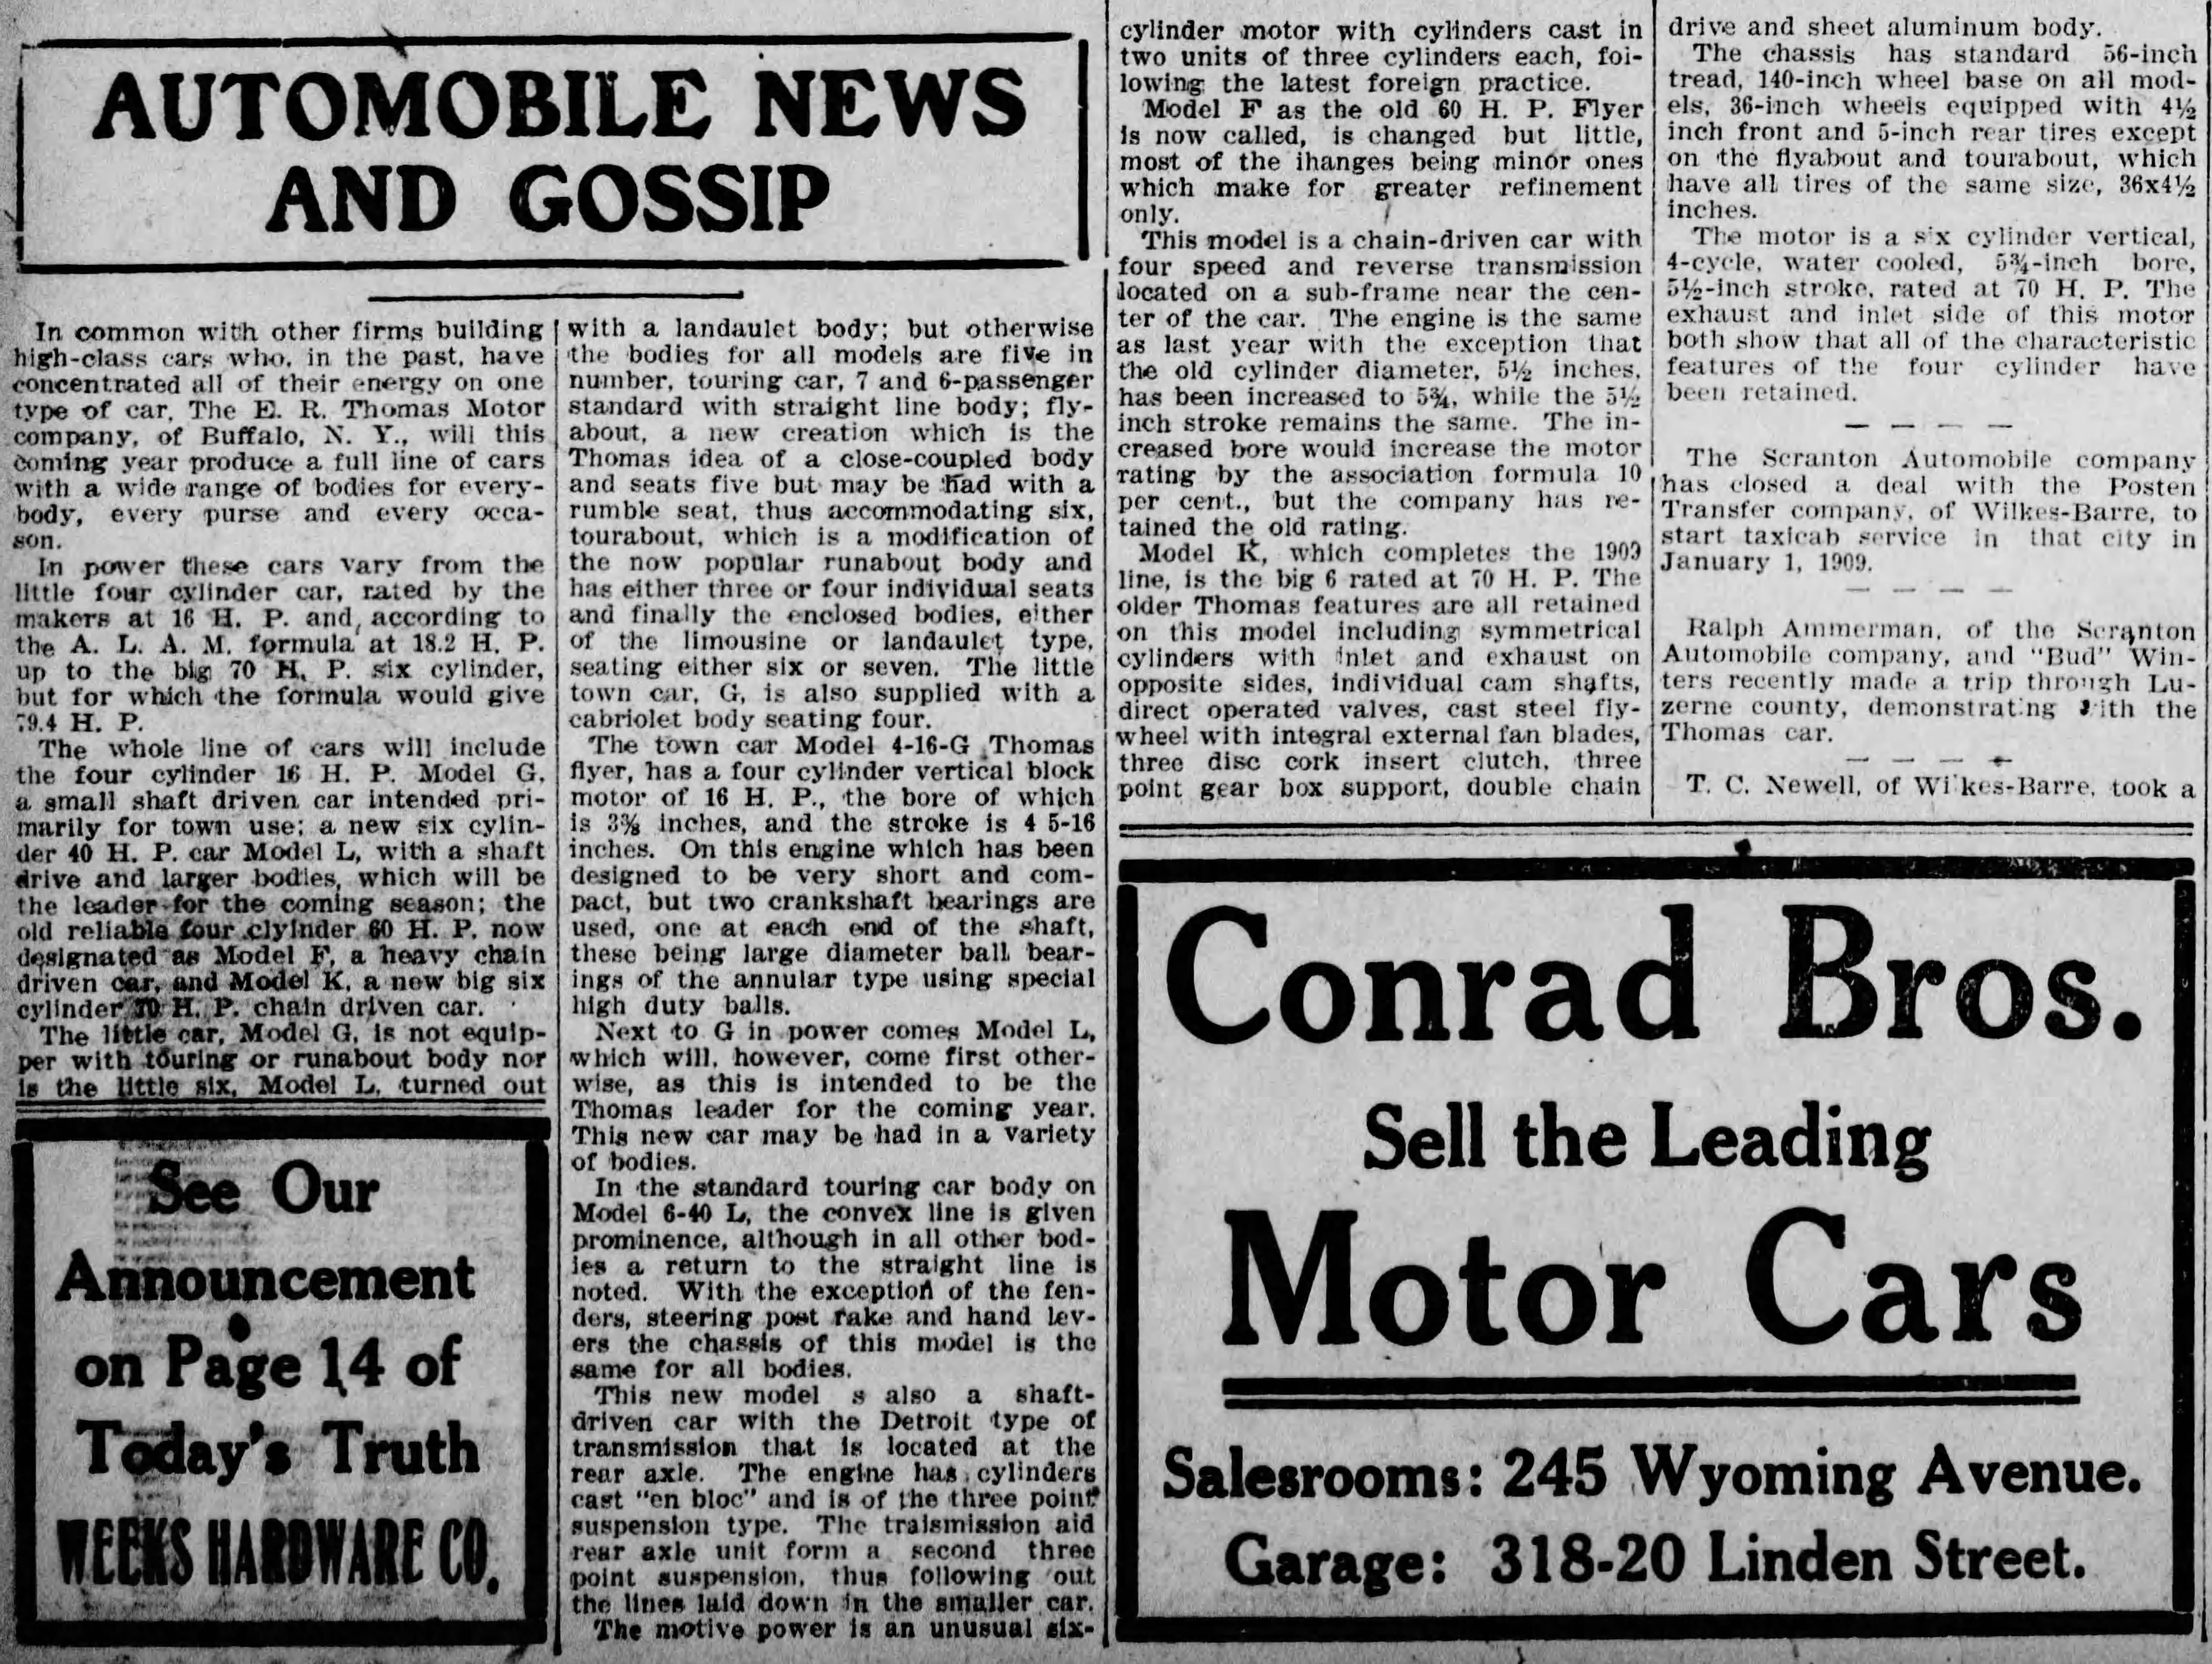 AUTOMOBILE NEWS
AND GOSSIP
In common with other firms building
high-class cars who, in the past, have
concentrated all of their energy on one
type of car, The E. R. Thomas Motor
company, of Buffalo, N. Y., will this
coming year produce a full line of cars
with a wide range of bodies for every-
body, every purse and every occa-
son.
In power these cars vary from the
little four cylinder car, rated by the
makers at 16 H. P. and, according to
the A. L. A. M. formula, at 18.2 H. P.
up to the big 70 H. P. six cylinder,
but for which the formula would give
79.4 H. P.
The whole line of cars will include
the four cylinder 16 H. P. Model G,
a small shaft driven car intended pri-
marily for town use; a new six cylin-
der 40 H. P. car Model L, with a shaft
drive and larger bodies, which will be
the leader for the coming season; the
old reliable four clyinder 60 H. P. now
designated as Model F, a heavy chain
driven car, and Model K, a new big six
cylinder 70 H. P. chain driven car.
The little car, Model G, is not equip-
per with touring or runabout body nor
is the little six, Model L, turned out
See Our
Announcement
on Page 14 of
Today's Truth
WEEKS HARDWARE CO.
with a landaulet body; but otherwise
the bodies for all models are five in
number, touring car, 7 and 6-passenger
standard with straight line body; fly-
about, a new creation which is the
Thomas idea of a close-coupled body
and seats five but may be had with a
rumble seat, thus accommodating six,
tourabout, which is a modification of
the now popular runabout body and
has either three or four individual seats
and finally the enclosed bodies, either
of the limousine or landaulet type,
seating either six or seven. The little
town car, G, is also supplied with a
cabriolet body seating four.
The town car Model 4-16-G Thomas
flyer, has a four cylinder vertical block
motor of 16 H. P., the bore of which
is 3⅜ inches, and the stroke is 4 5-16
inches. On this engine which has been
designed to be very short and com-
pact, but two crankshaft bearings are
used, one at each end of the shaft,
these being large diameter ball bear-
ings of the annular type using special
high duty balls.
Next to G in power comes Model L,
which will, however, come first other-
wise, as this is intended to be the
Thomas leader for the coming year.
This new car may be had in a variety
of bodies.
In the standard touring car body on
Model 6-40 L, the convex line is given
prominence, although in all other bod-
ies a return to the straight line is
noted. With the exception of the fen-
ders, steering post rake and hand lev-
ers the chassis of this model is the
same for all bodies.
This new model s also a shaft-
driven car with the Detroit type of
transmission that is located at the
rear axle. The engine has cylinders
cast "en bloc" and is of the three point
suspension type. The traismission aid
rear axle unit form a second three
point suspension, thus following out
the lines laid down in the smaller car.
The motive power is an unusual six-
cylinder motor with cylinders cast in
two units of three cylinders each, foi-
lowing the latest foreign practice.
Model F as the old 60 H. P. Flyer
is now called, is changed but little,
most of the ihanges being minor ones
which make for greater refinement
only.
This model is a chain-driven car with
four speed and reverse transmission
located on a sub-frame near the cen-
ter of the car. The engine is the same
as last year with the exception that
the old cylinder diameter, 5½ inches,
has been increased to 5¾, while the 5½
inch stroke remains the same. The in-
creased bore would increase the motor
rating by the association formula 10
per cent., but the company has re-
tained the old rating.
Model K, which completes the 1909
line, is the big 6 rated at 70 H. P. The
older Thomas features are all retained
on this model including symmetrical
cylinders with inlet and exhaust on
opposite sides, individual cam shafts,
direct operated valves, cast steel fly-
wheel with integral external fan blades,
three disc cork insert clutch, three
point gear box support, double chain
drive and sheet aluminum body.
The chassis has standard 56-inch
tread, 140-inch wheel base on all mod-
els, 36-inch wheels equipped with 4½
inch front and 5-inch rear tires except
on the flyabout and tourabout, which
have all tires of the same size, 36x4½
inches.
The motor is a six cylinder vertical,
4-cycle, water cooled, 5¾-inch bore,
5½-inch stroke, rated at 70 H. P. The
exhaust and inlet side of this motor
both show that all of the characteristic
features of the four cylinder have
been retained.
The Scranton Automobile company
has closed a deal with the Posten
Transfer company, of Wilkes-Barre, to
start taxicab service in that city in
January 1, 1909.
Ralph Ammerman, of the Scranton
Automobile company, and "Bud" Win-
ters recently made a trip through Lu-
zerne county, demonstrating with the
Thomas car.
T. C. Newell, of Wilkes-Barre, took a
Conrad Bros.
Sell the Leading
Motor Cars
Salesrooms: 245 Wyoming Avenue.
Garage: 318-20 Linden Street.